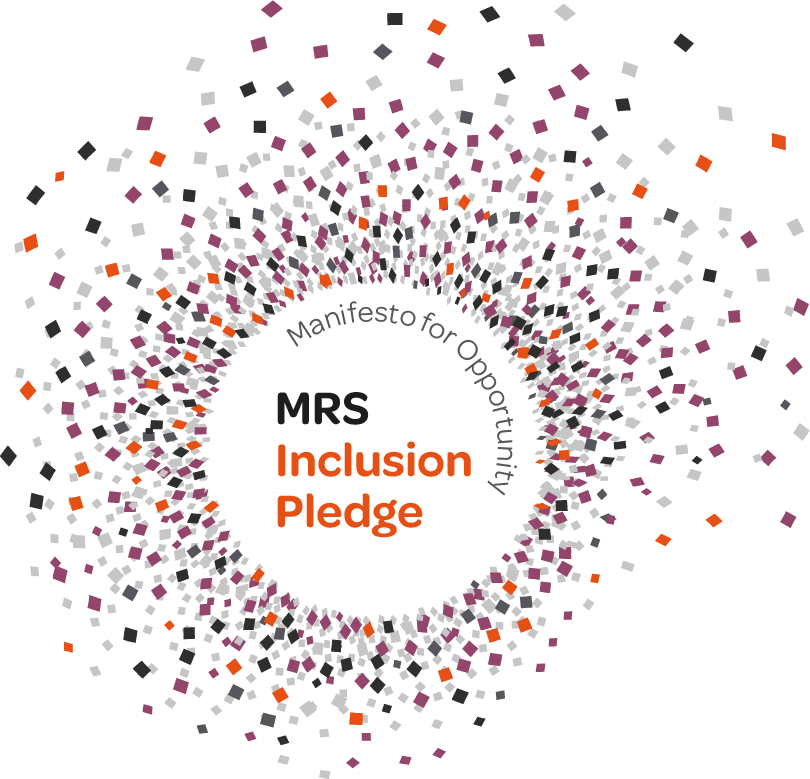 Manifesto for Opportunity
MRS
Inclusion
Pledge